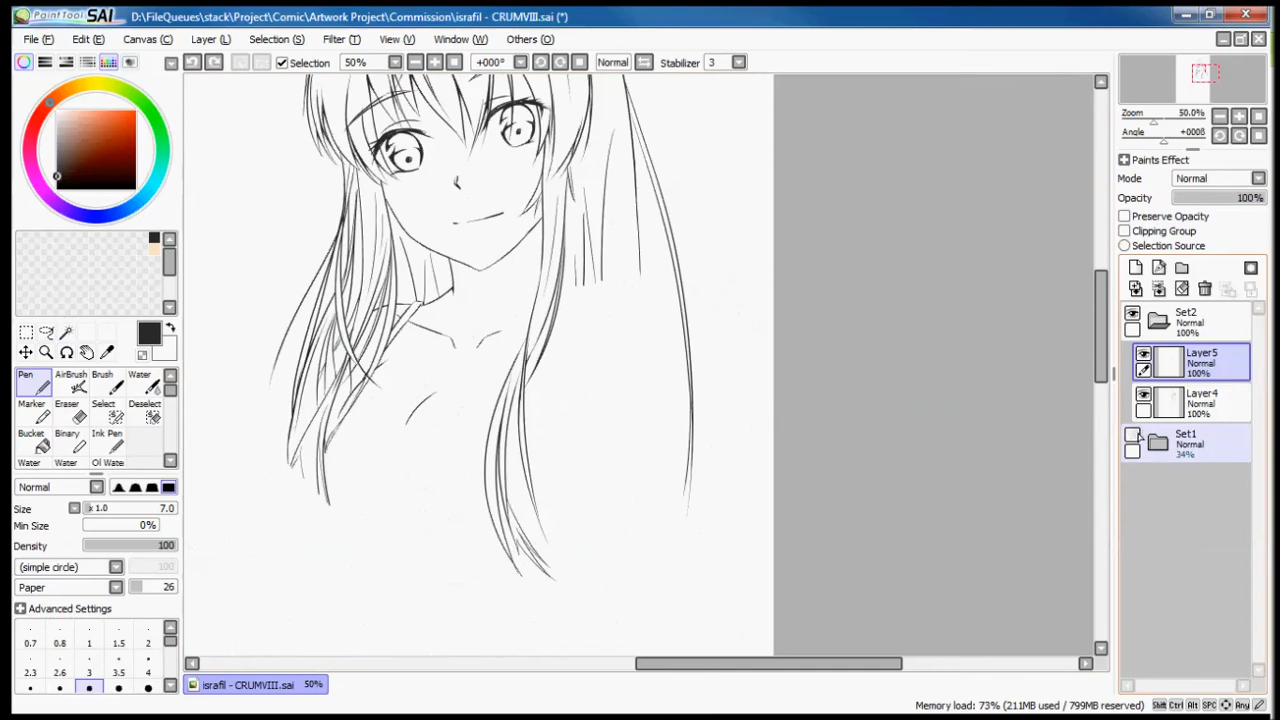 PaintTool SAI D:\FileQueues\stack\Project\Comic\Artwork Project\Commission\israfil - CRUMVIII.sai (*)
File (F) Edit (E) Canvas (C) Layer (L) Selection (S) Filter (T) View (V) Window (W) Others (O)
Selection 50% +000° Normal Stabilizer 3
Zoom 50.0%
Angle +000B
Paints Effect
Mode Normal
Opacity 100%
Preserve Opacity
Clipping Group
Selection Source
Set2
Normal
100%
Layer5
Normal
100%
Layer4
Normal
100%
Set1
Normal
34%
Pen AirBrush Brush Water
Marker Eraser Select Deselect
Bucket Binary Ink Pen
Water Water Ol Wate
Normal
Size x 1.0 7.0
Min Size 0%
Density 100
(simple circle) 100
Paper 26
Advanced Settings
0.7 0.8 1 1.5 2
2.3 2.6 3 3.5 4
israfil - CRUMVIII.sai 50%
Memory load: 73% (211MB used / 799MB reserved) Shift Ctrl Alt SPC Any